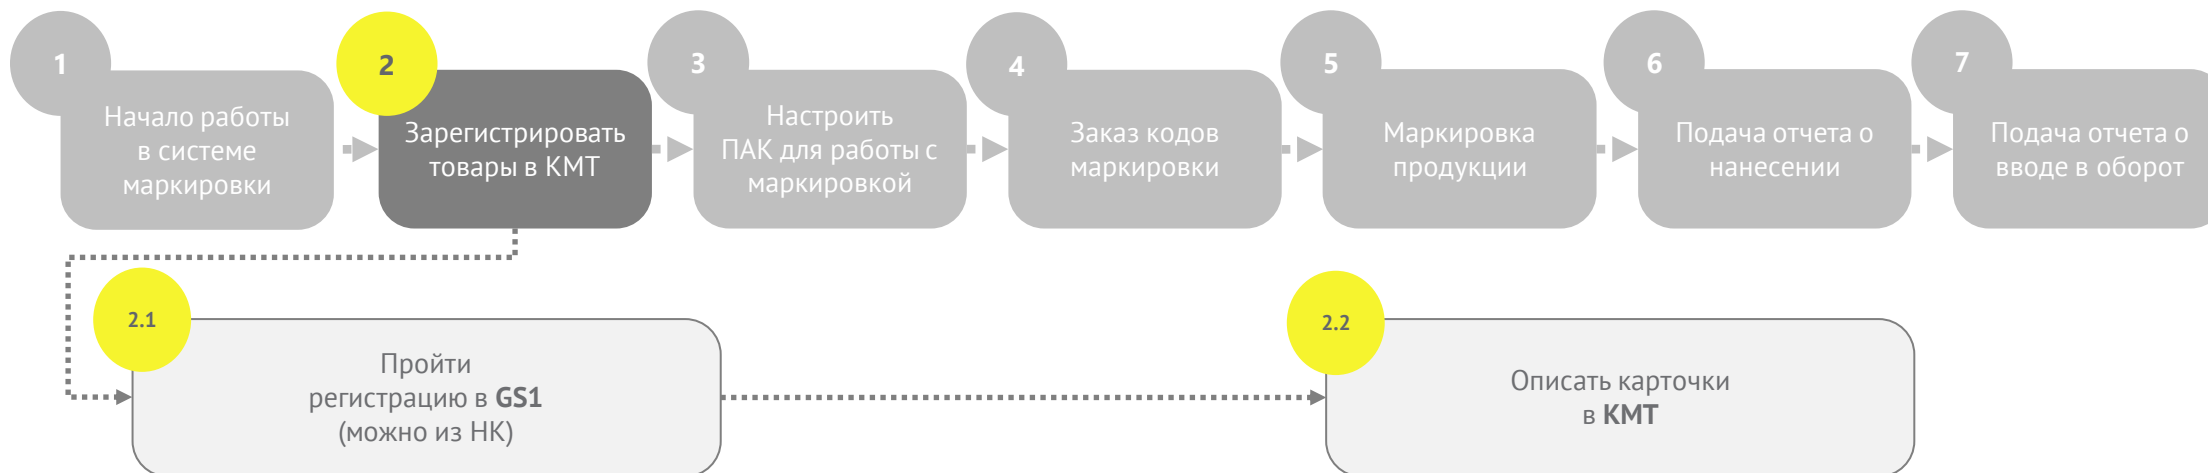 1
Начало работы
в системе
маркировки
2
Зарегистрировать
товары в КМТ
3
Настроить
ПАК для работы с
маркировкой
4
Заказ кодов
маркировки
5
Маркировка
продукции
6
Подача отчета о
нанесении
7
Подача отчета о
вводе в оборот
2.1
Пройти
регистрацию в GS1
(можно из НК)
2.2
Описать карточки
в КМТ